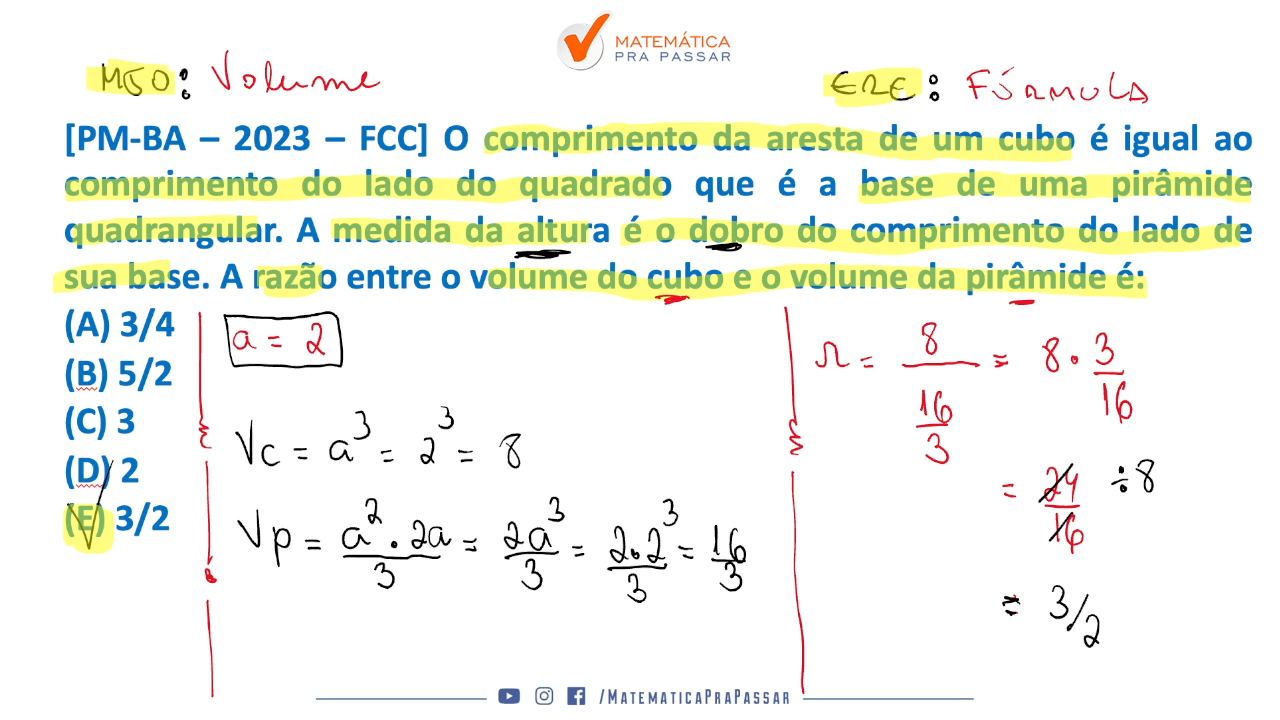 MATEMÁTICA
PRA PASSAR
MSD: Volume
ERE: FÓRMULA
[PM-BA – 2023 – FCC] O comprimento da aresta de um cubo é igual ao
comprimento do lado do quadrado que é a base de uma pirâmide
quadrangular. A medida da altura é o dobro do comprimento do lado de
sua base. A razão entre o volume do cubo e o volume da pirâmide é:
(A) 3/4
(B) 5/2
(C) 3
(D) 2
(E) 3/2
a = 2
Vc = a³ = 2³ = 8
Vp = a² . 2a / 3 = 2a³ / 3 = 2.2³ / 3 = 16 / 3
r = 8 / (16/3) = 8 . 3/16
= 24/16 ÷8
= 3/2
/MATEMATICAPRAPASSAR